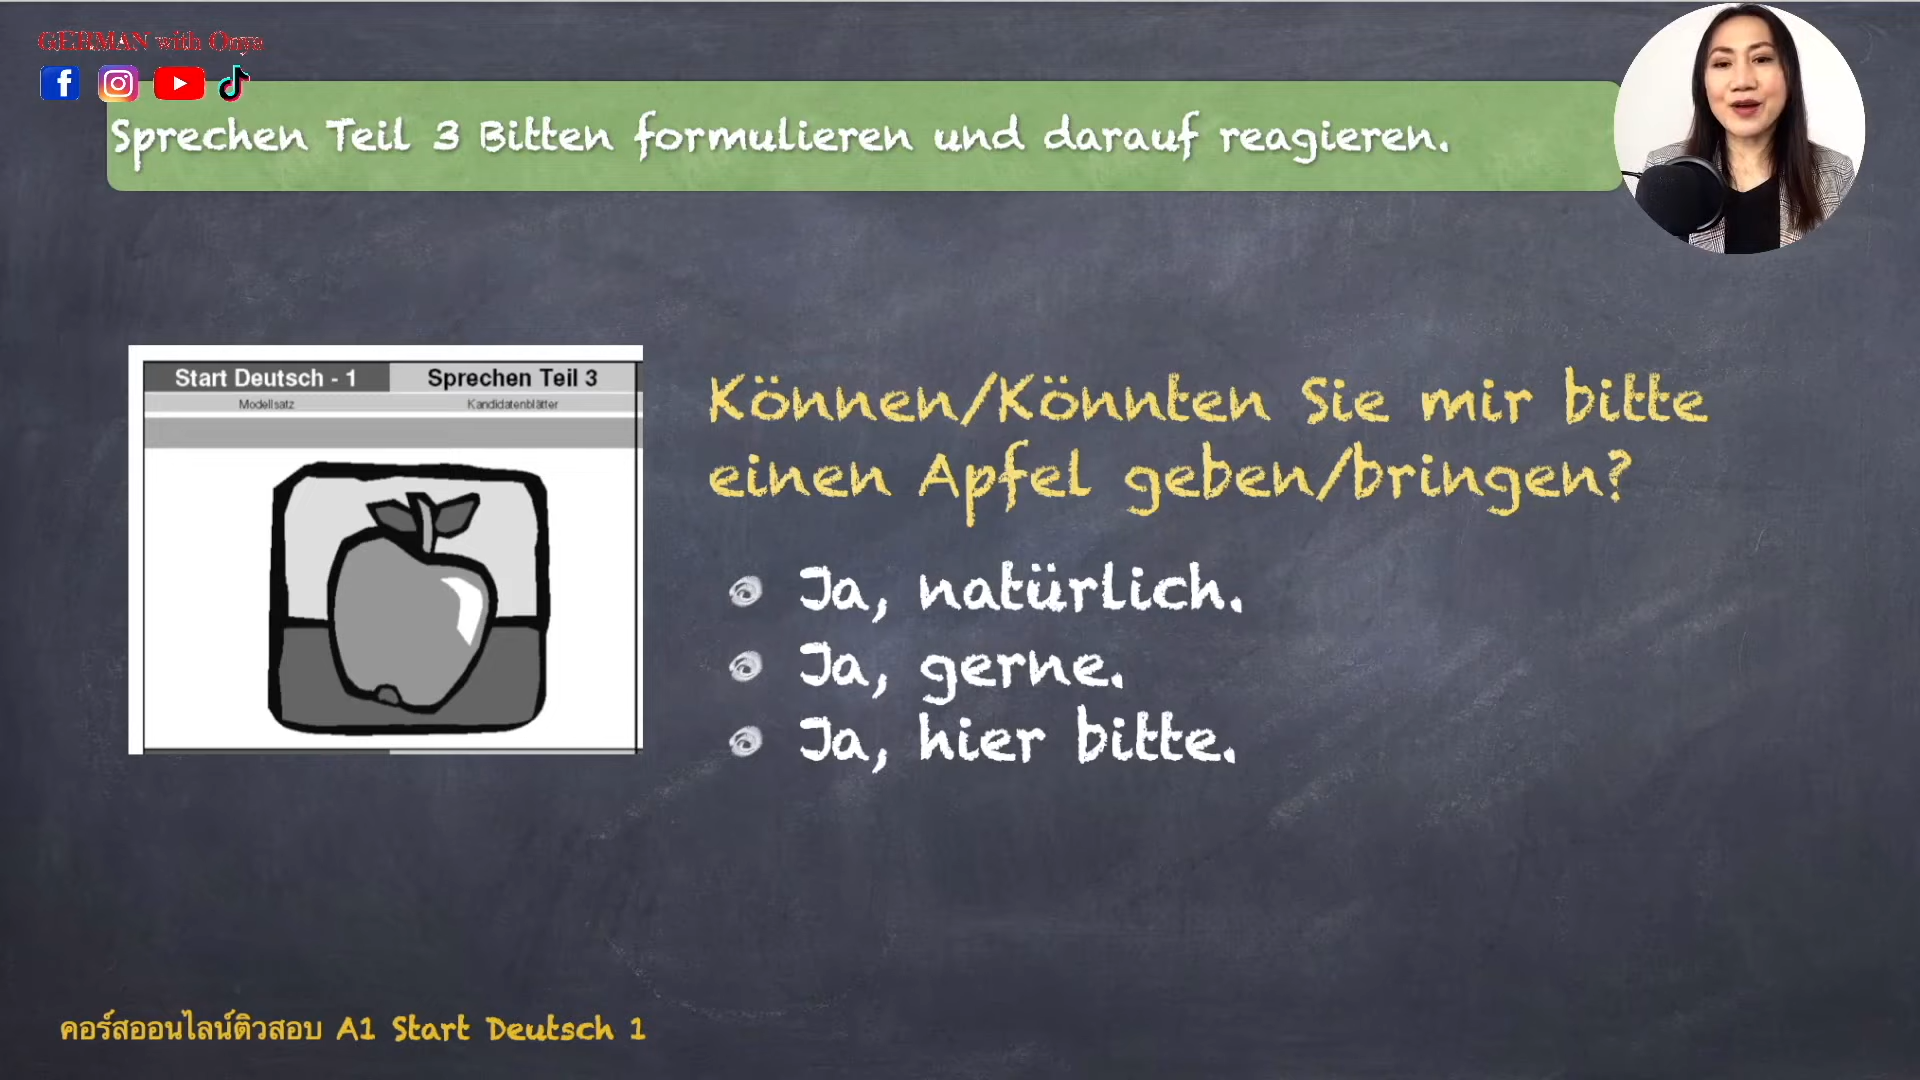 GERMAN with Onya
Sprechen Teil 3 Bitten formulieren und darauf reagieren.
Start Deutsch - 1
Sprechen Teil 3
Modellsatz
Kandidatenblätter
Können/Könnten Sie mir bitte
einen Apfel geben/bringen?
Ja, natürlich.
Ja, gerne.
Ja, hier bitte.
คอร์สออนไลน์ติวสอบ A1 Start Deutsch 1